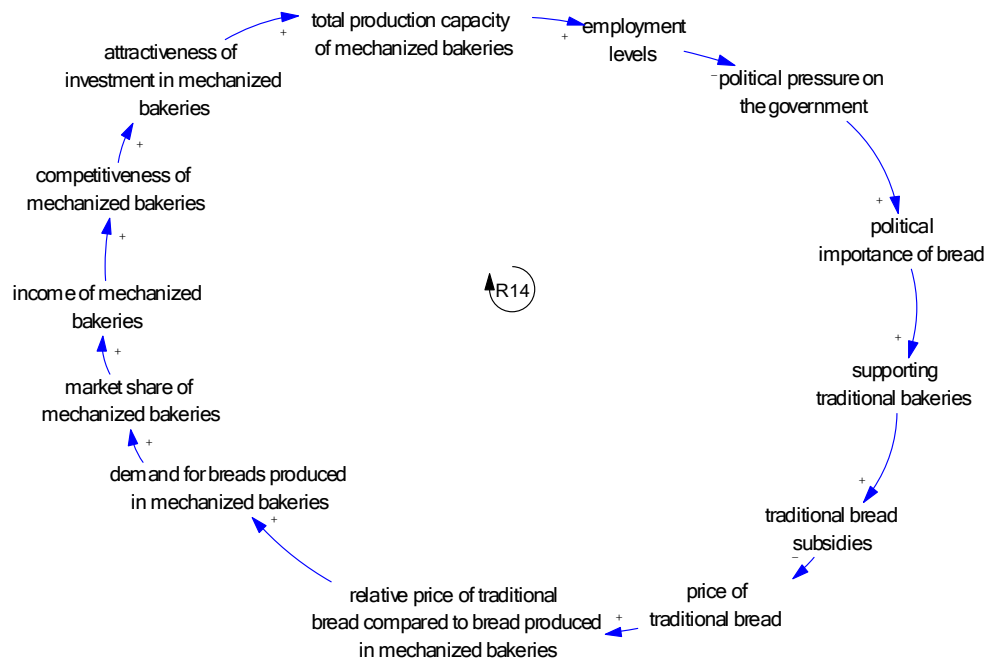 total production capacity
of mechanized bakeries
+
employment
levels
+
political pressure on
the government
-
political
importance of bread
+
supporting
traditional bakeries
+
traditional bread
subsidies
+
price of
traditional bread
-
relative price of traditional
bread compared to bread produced
in mechanized bakeries
+
demand for breads produced
in mechanized bakeries
+
market share of
mechanized bakeries
+
income of mechanized
bakeries
+
competitiveness of
mechanized bakeries
+
attractiveness of
investment in mechanized
bakeries
+
+
R14